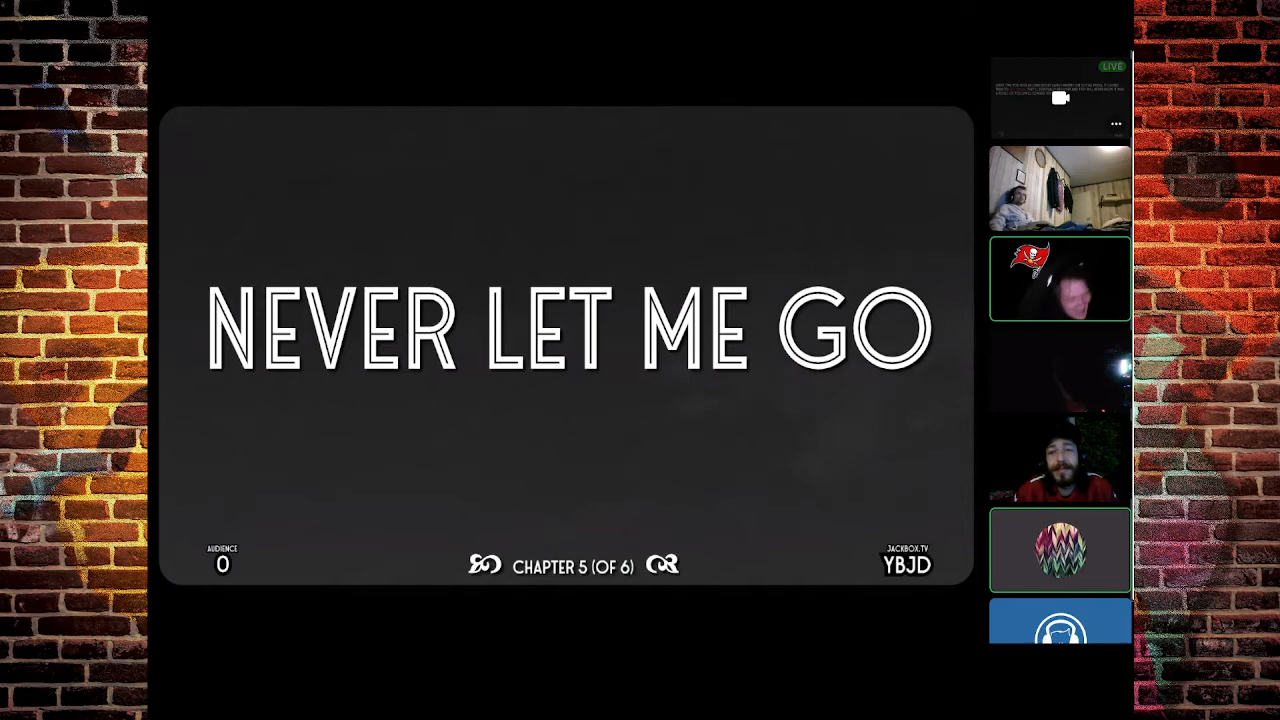 LIVE
NEVER LET ME GO
AUDIENCE
0
CHAPTER 5 (OF 6)
JACKBOX.TV
YBJD